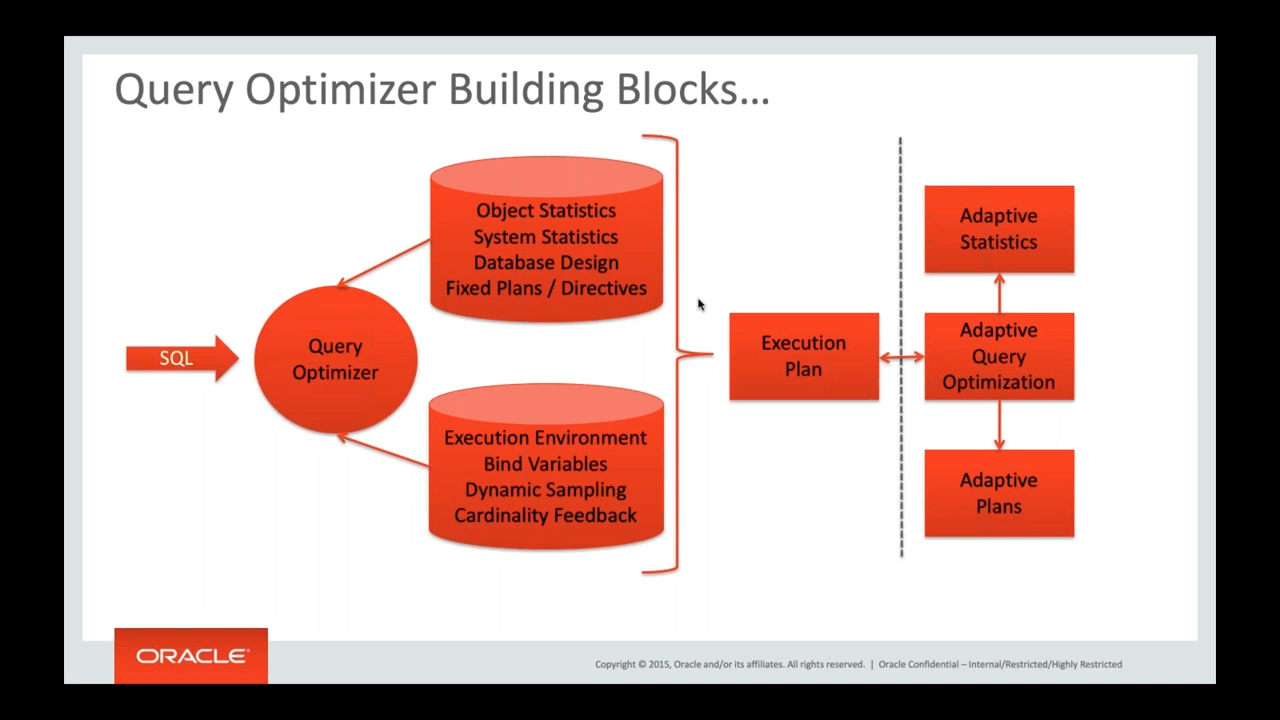 Query Optimizer Building Blocks...
SQL
Query
Optimizer
Object Statistics
System Statistics
Database Design
Fixed Plans / Directives
Execution Environment
Bind Variables
Dynamic Sampling
Cardinality Feedback
Execution
Plan
Adaptive
Statistics
Adaptive
Query
Optimization
Adaptive
Plans
ORACLE®
Copyright © 2015, Oracle and/or its affiliates. All rights reserved. | Oracle Confidential – Internal/Restricted/Highly Restricted